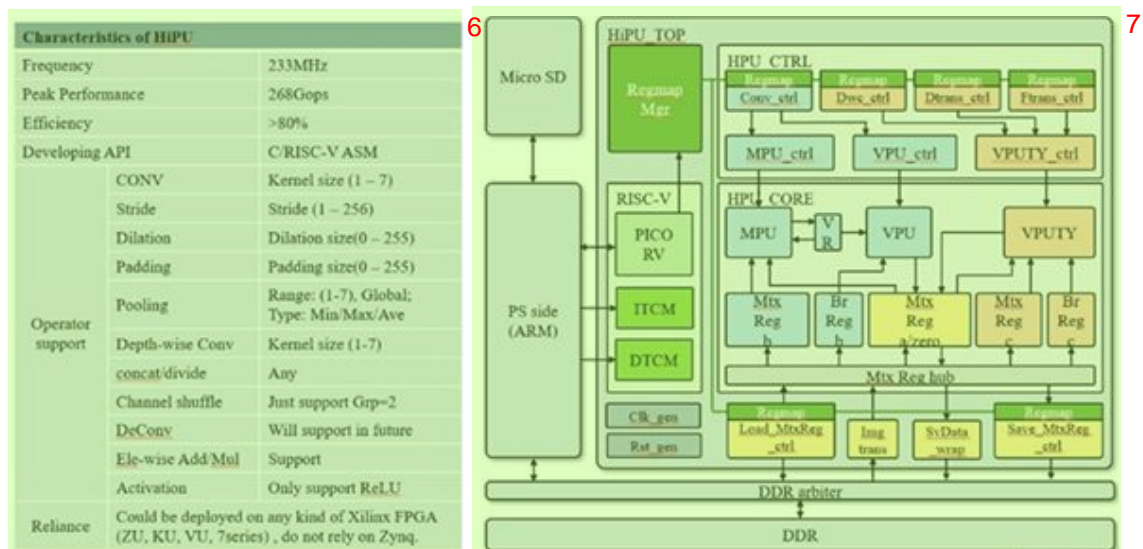 Characteristics of HiPU
Frequency 233MHz
Peak Performance 268Gops
Efficiency >80%
Developing API C/RISC-V ASM
Operator support
CONV Kernel size (1 – 7)
Stride Stride (1 – 256)
Dilation Dilation size(0 – 255)
Padding Padding size(0 – 255)
Pooling Range: (1-7), Global;
Type: Min/Max/Ave
Depth-wise Conv Kernel size (1-7)
concat/divide Any
Channel shuffle Just support Grp=2
DeConv Will support in future
Ele-wise Add/Mul Support
Activation Only support ReLU
Reliance Could be deployed on any kind of Xilinx FPGA
(ZU, KU, VU, 7series) , do not rely on Zynq.
6
7
Micro SD
PS side
(ARM)
HiPU_TOP
Regmap
Mgr
RISC-V
PICO
RV
ITCM
DTCM
Clk_gen
Rst_gen
HPU_CTRL
Regmap Regmap Regmap Regmap
Conv_ctrl Dwc_ctrl Dtrans_ctrl Ftrans_ctrl
MPU_ctrl VPU_ctrl VPUTY_ctrl
HPU_CORE
MPU
V
R
VPU
VPUTY
Mtx Br Mtx Mtx Br
Reg Reg Reg Reg Reg
b b a/zero c c
Mtx Reg hub
Regmap
Load_MtxReg
_ctrl
Img
trans
SvData
_wrap
Regmap
Save_MtxReg
_ctrl
DDR arbiter
DDR